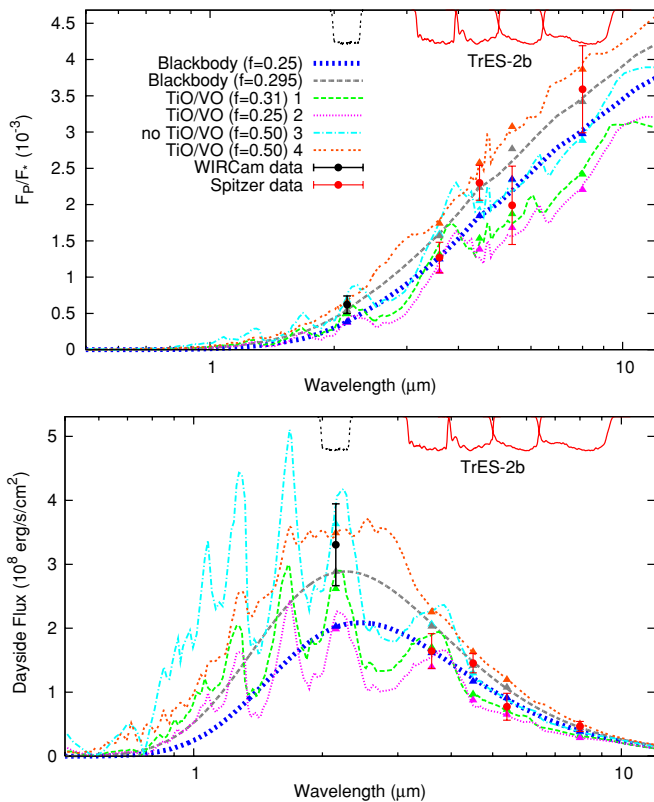 4.5
4
3.5
3
2.5
2
1.5
1
0.5
0
F_P/F_* (10^-3)
TrES-2b
Blackbody (f=0.25)
Blackbody (f=0.295)
TiO/VO (f=0.31) 1
TiO/VO (f=0.25) 2
no TiO/VO (f=0.50) 3
TiO/VO (f=0.50) 4
WIRCam data
Spitzer data
1 10
Wavelength (μm)
5
4
3
2
1
0
Dayside Flux (10^8 erg/s/cm^2)
TrES-2b
1 10
Wavelength (μm)